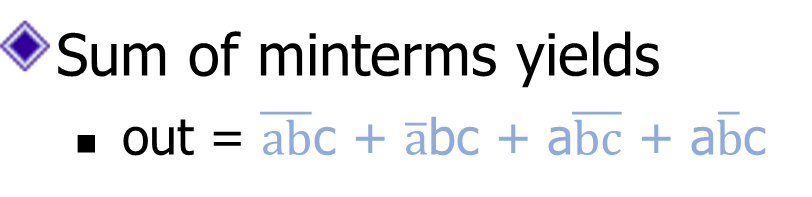 Sum of minterms yields
out = a̅b̅c + a̅bc + ab̅c̅ + ab̅c